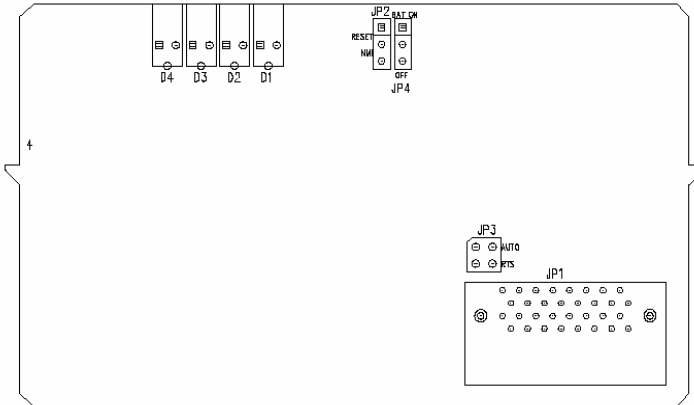 JP2 BAT ON
RESET
NMI
OFF
JP4
D4 D3 D2 D1
4
JP3
AUTO
RTS
JP1